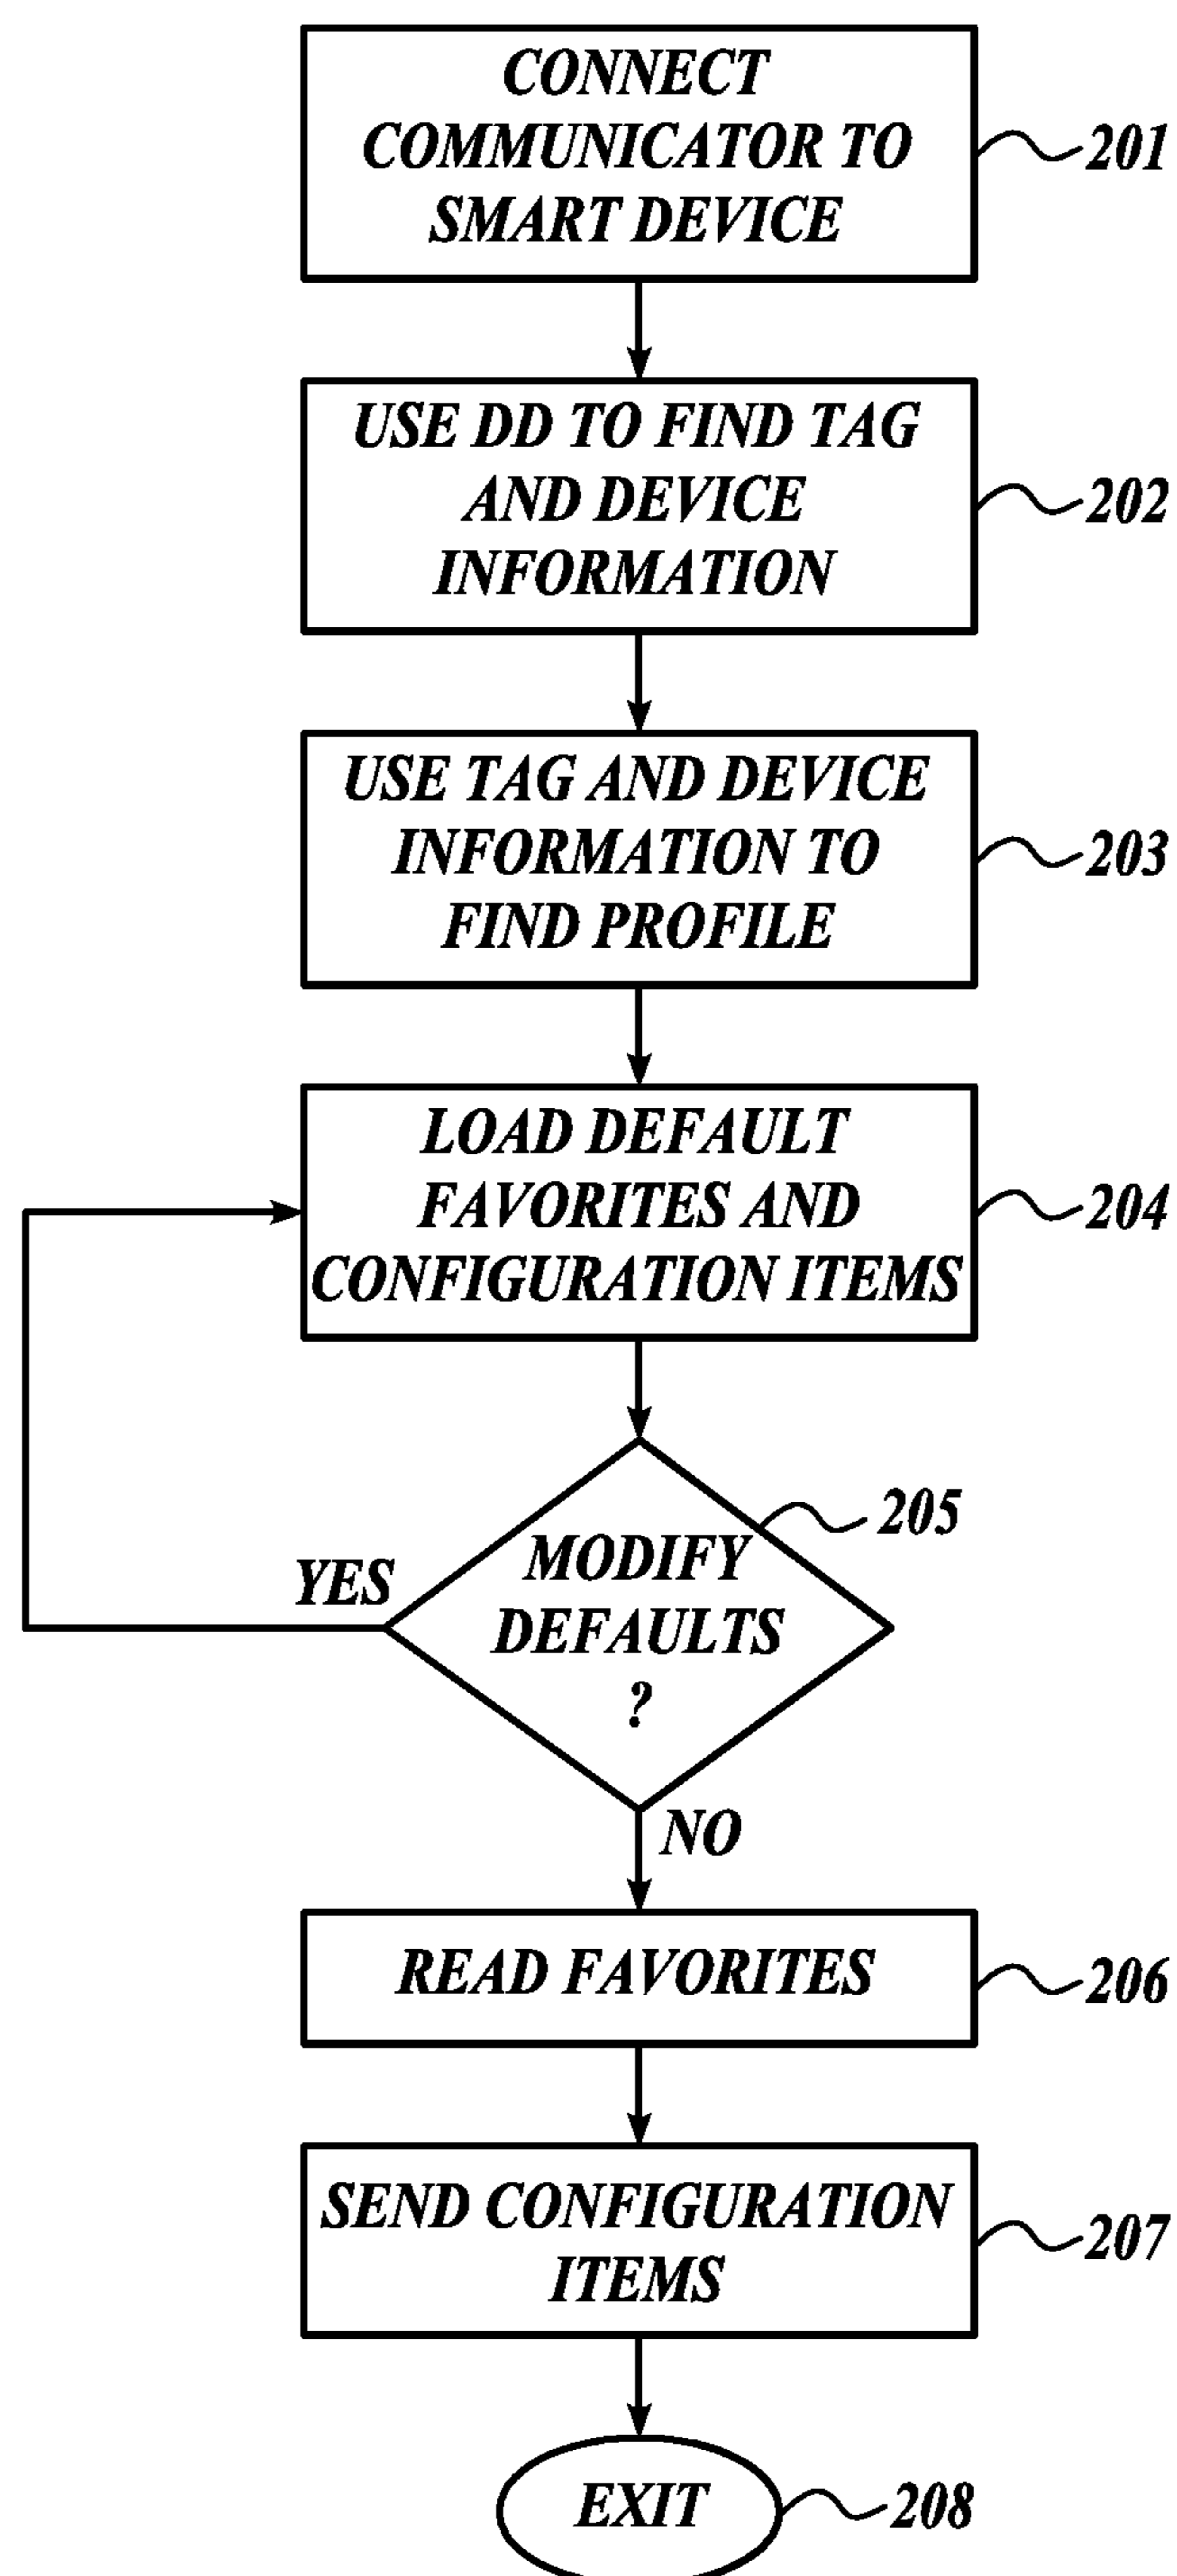 CONNECT
COMMUNICATOR TO
SMART DEVICE
201
USE DD TO FIND TAG
AND DEVICE
INFORMATION
202
USE TAG AND DEVICE
INFORMATION TO
FIND PROFILE
203
LOAD DEFAULT
FAVORITES AND
CONFIGURATION ITEMS
204
205
MODIFY
DEFAULTS
?
YES
NO
READ FAVORITES
206
SEND CONFIGURATION
ITEMS
207
EXIT
208